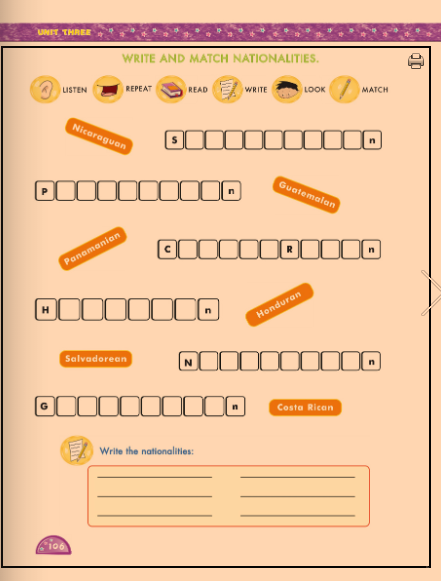 UNIT THREE
WRITE AND MATCH NATIONALITIES.
LISTEN REPEAT READ WRITE LOOK MATCH
Nicaraguan
S n
P n
Guatemalan
Panamanian
C R n
Honduran
H n
Salvadorean
N n
G n
Costa Rican
Write the nationalities:
106